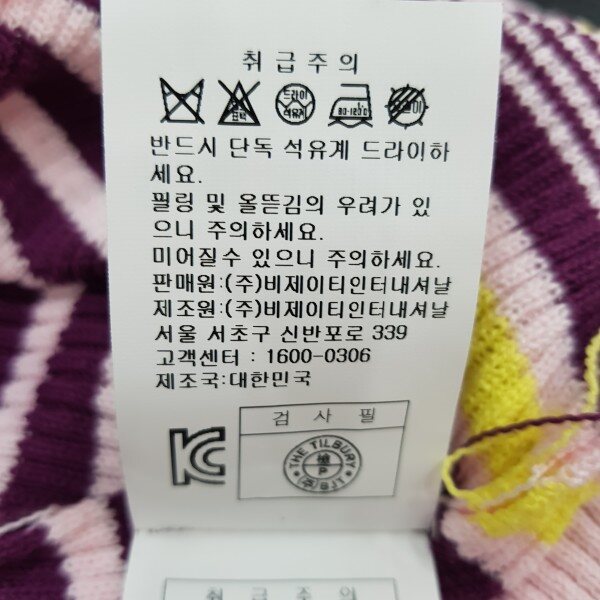 취급주의
표백
드라이
석유계
80~120℃
반드시 단독 석유계 드라이하
세요.
필링 및 올뜯김의 우려가 있
으니 주의하세요.
미어질수 있으니 주의하세요.
판매원:(주)비제이티인터내셔날
제조원:(주)비제이티인터내셔날
서울 서초구 신반포로 339
고객센터 : 1600-0306
제조국:대한민국
검사필
THE TILBURY
취급주의